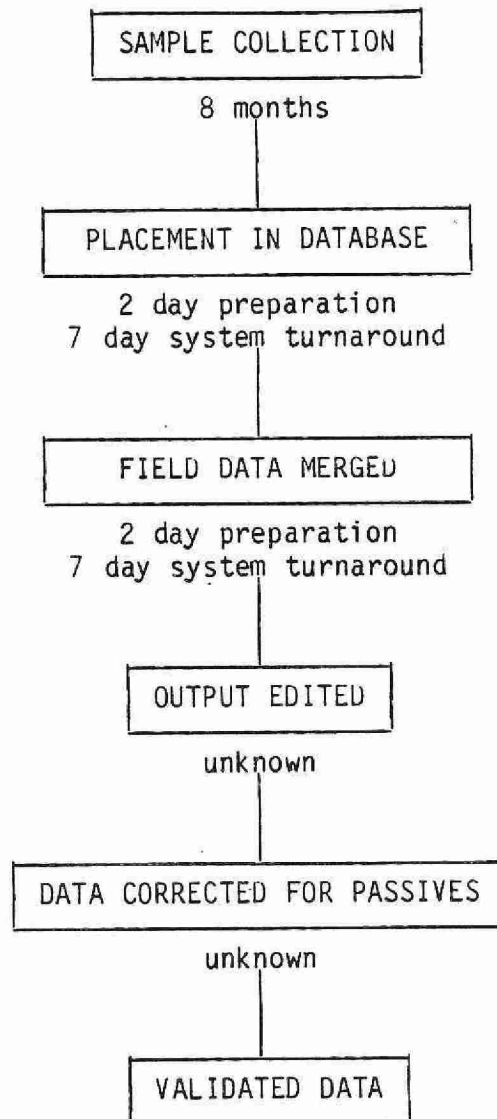 SAMPLE COLLECTION
8 months
PLACEMENT IN DATABASE
2 day preparation
7 day system turnaround
FIELD DATA MERGED
2 day preparation
7 day system turnaround
OUTPUT EDITED
unknown
DATA CORRECTED FOR PASSIVES
unknown
VALIDATED DATA